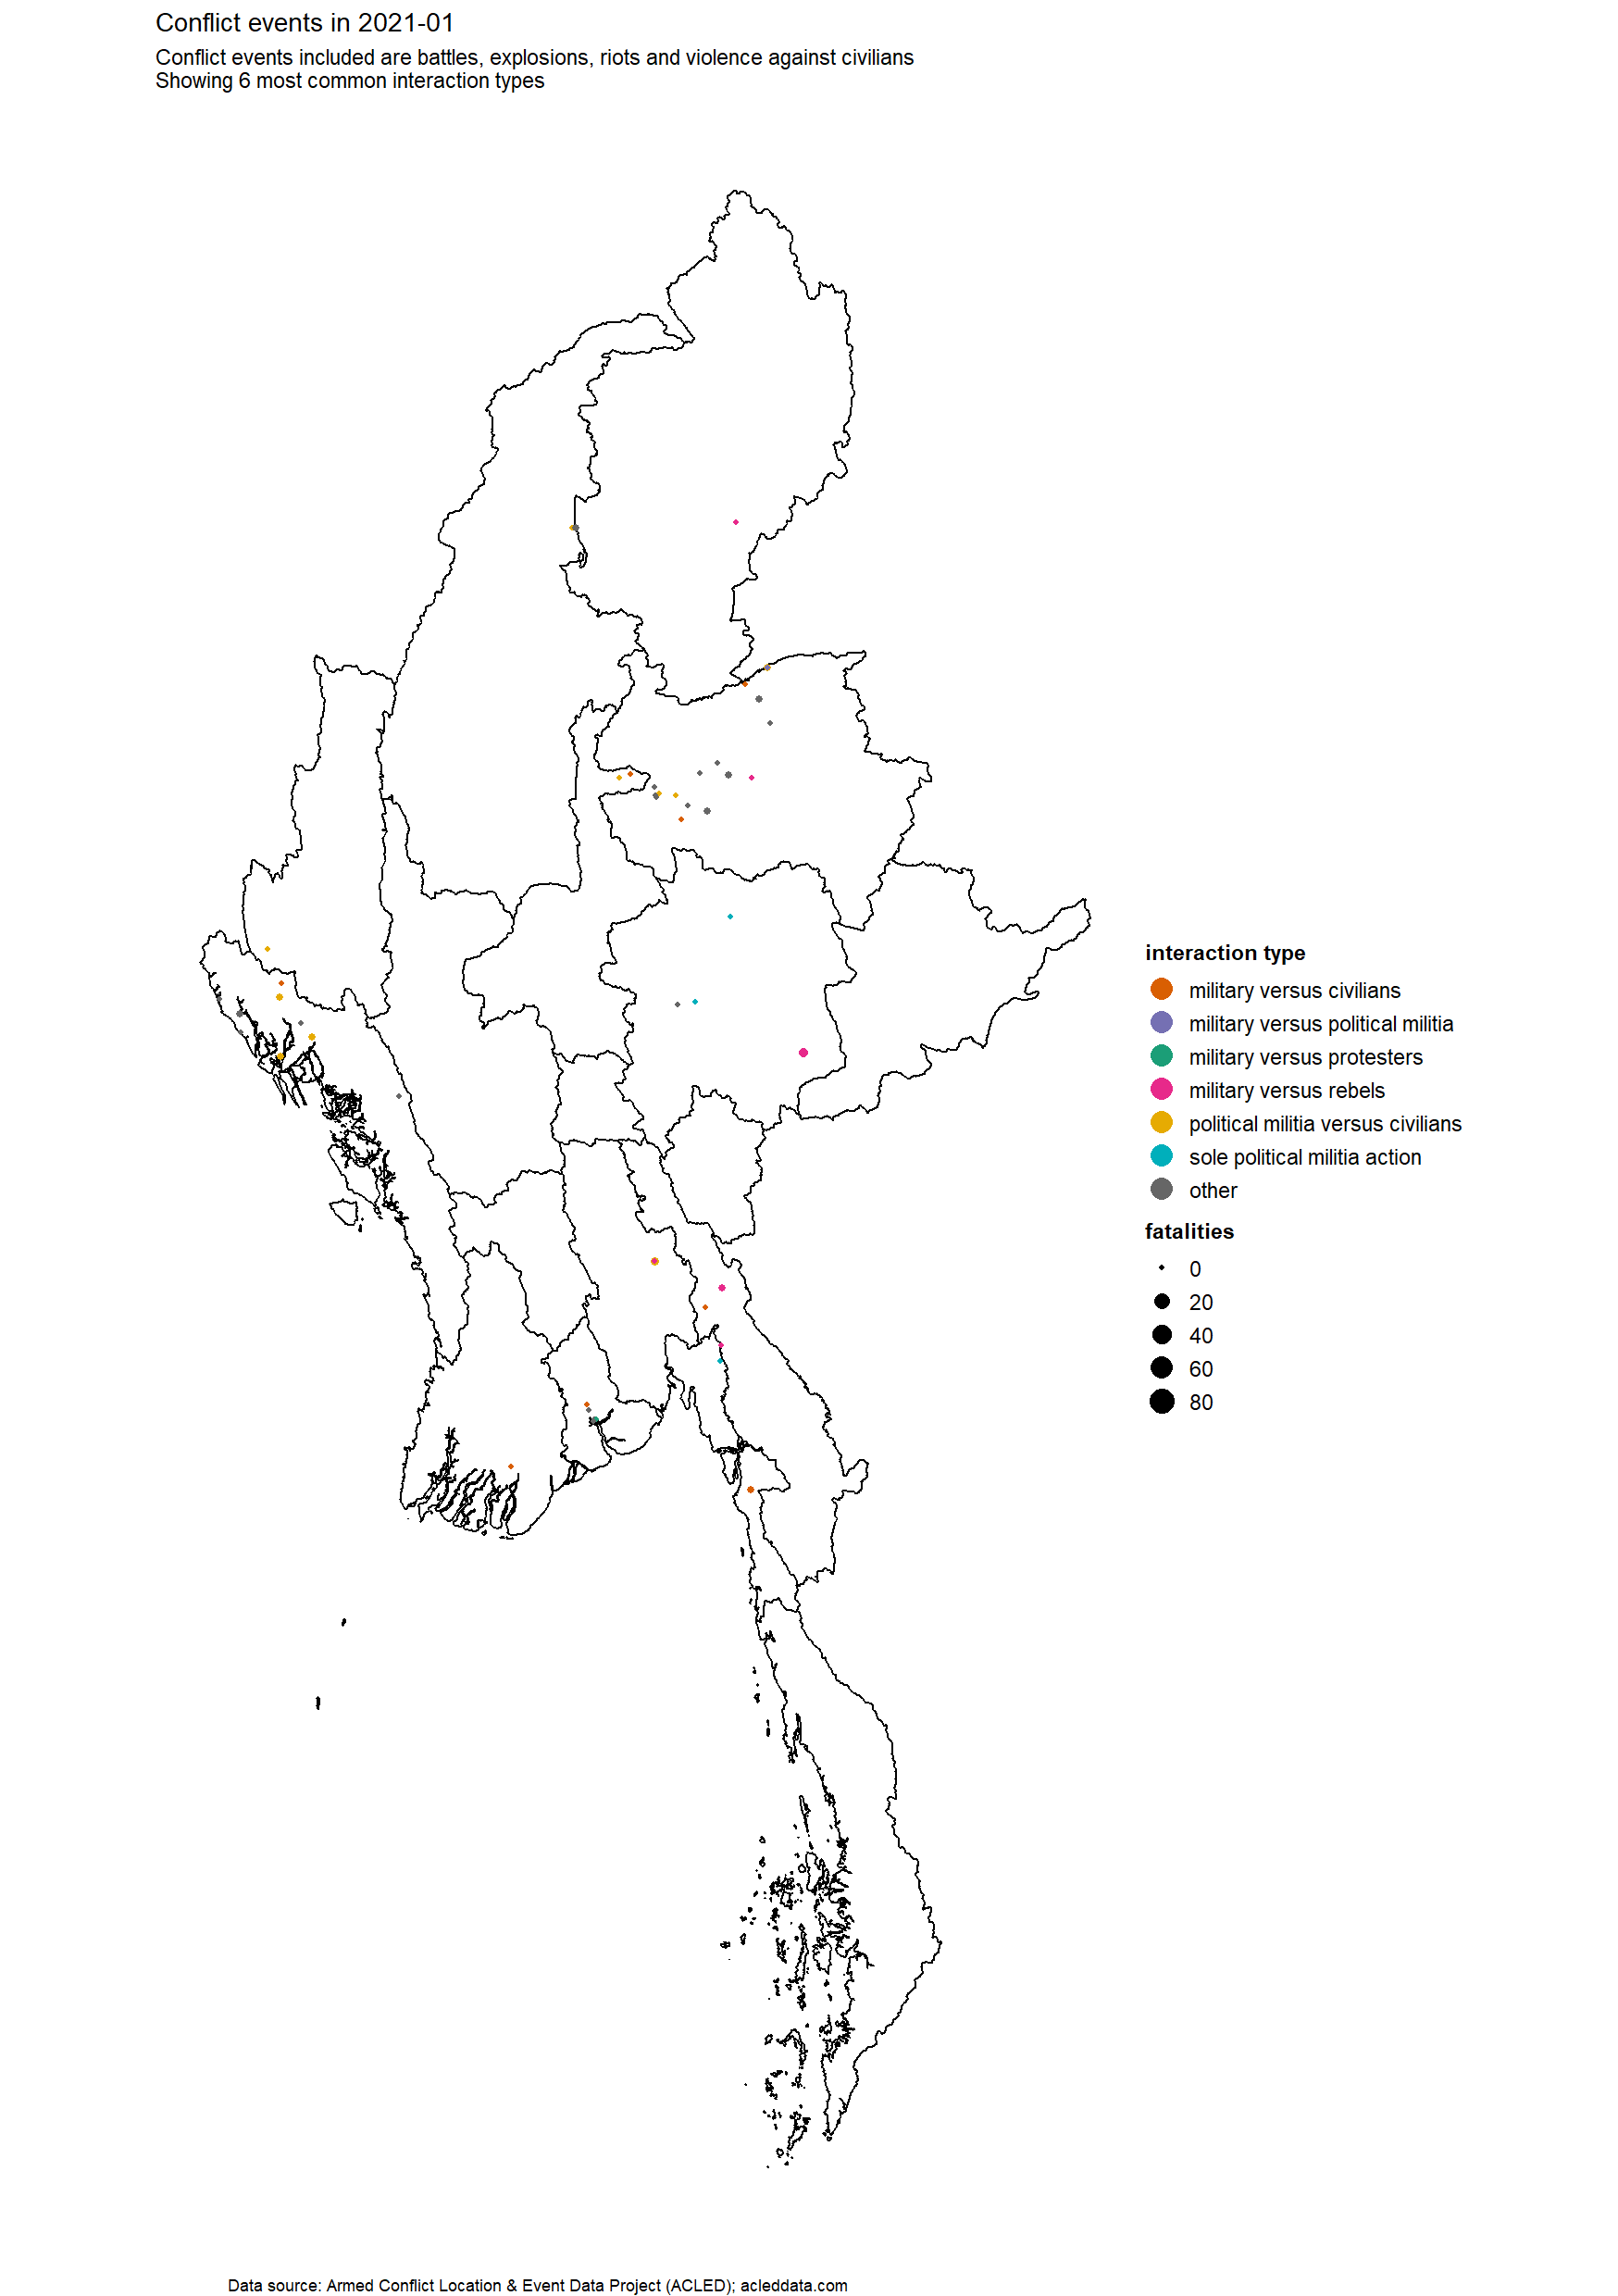 Conflict events in 2021-01
Conflict events included are battles, explosions, riots and violence against civilians
Showing 6 most common interaction types
interaction type
military versus civilians
military versus political militia
military versus protesters
military versus rebels
political militia versus civilians
sole political militia action
other
fatalities
0
20
40
60
80
Data source: Armed Conflict Location & Event Data Project (ACLED); acleddata.com